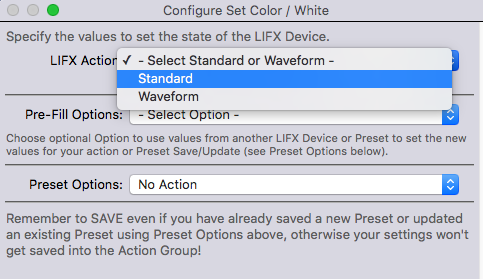 Configure Set Color / White
Specify the values to set the state of the LIFX Device.
LIFX Action
✓ - Select Standard or Waveform -
Standard
Waveform
Pre-Fill Options: - Select Option -
Choose optional Option to use values from another LIFX Device or Preset to set the new
values for your action or Preset Save/Update (see Preset Options below).
Preset Options: No Action
Remember to SAVE even if you have already saved a new Preset or updated
an existing Preset using Preset Options above, otherwise your settings won't
get saved into the Action Group!